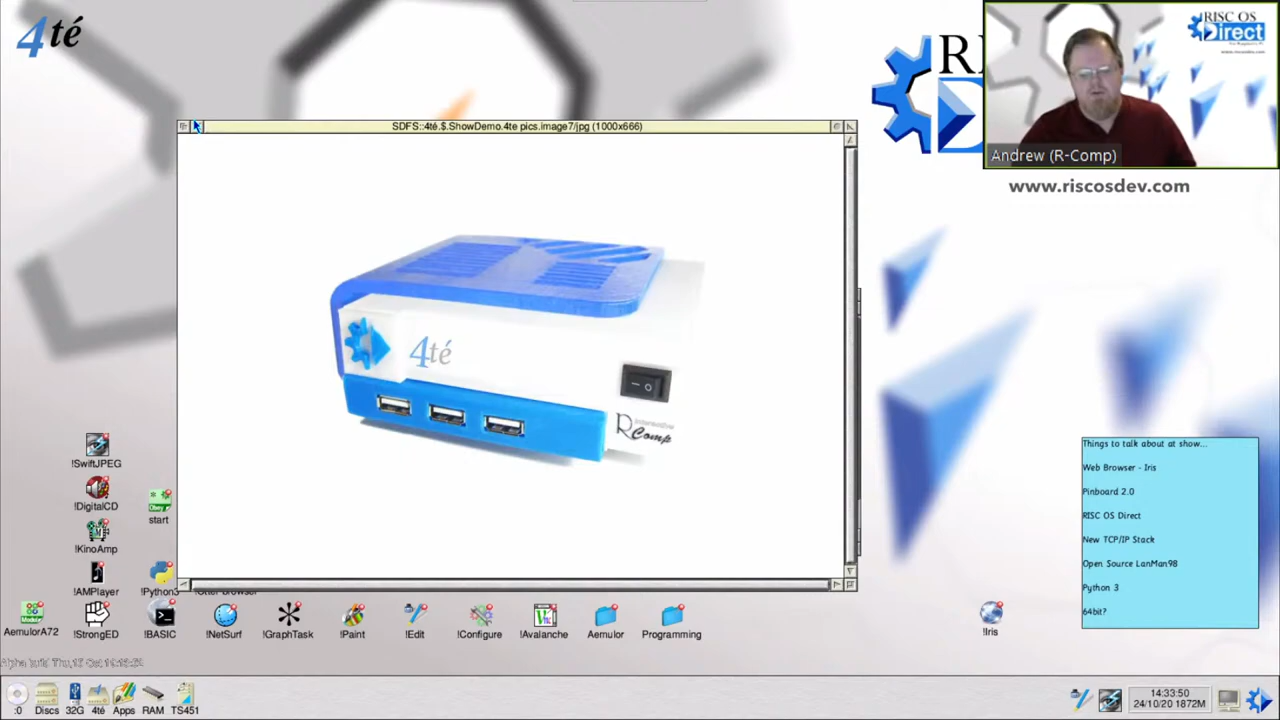 4té
SDFS::4té.$.ShowDemo.4te pics.image7/jpg (1000x666)
4té
RComp
RISC OS
Direct
Andrew (R-Comp)
www.riscosdev.com
!SwiftJPEG
!DigitalCD
start
!KinoAmp
!AMPlayer
!Python3
AemulorA72
!StrongED
!BASIC
!NetSurf
!GraphTask
!Paint
!Edit
!Configure
!Avalanche
Aemulor
Programming
!Iris
Things to talk about at show...
Web Browser - Iris
Pinboard 2.0
RISC OS Direct
New TCP/IP Stack
Open Source LanMan98
Python 3
64bit?
:0
Discs
32G
4té
Apps
RAM
TS451
14:33:50
24/10/20 1872M